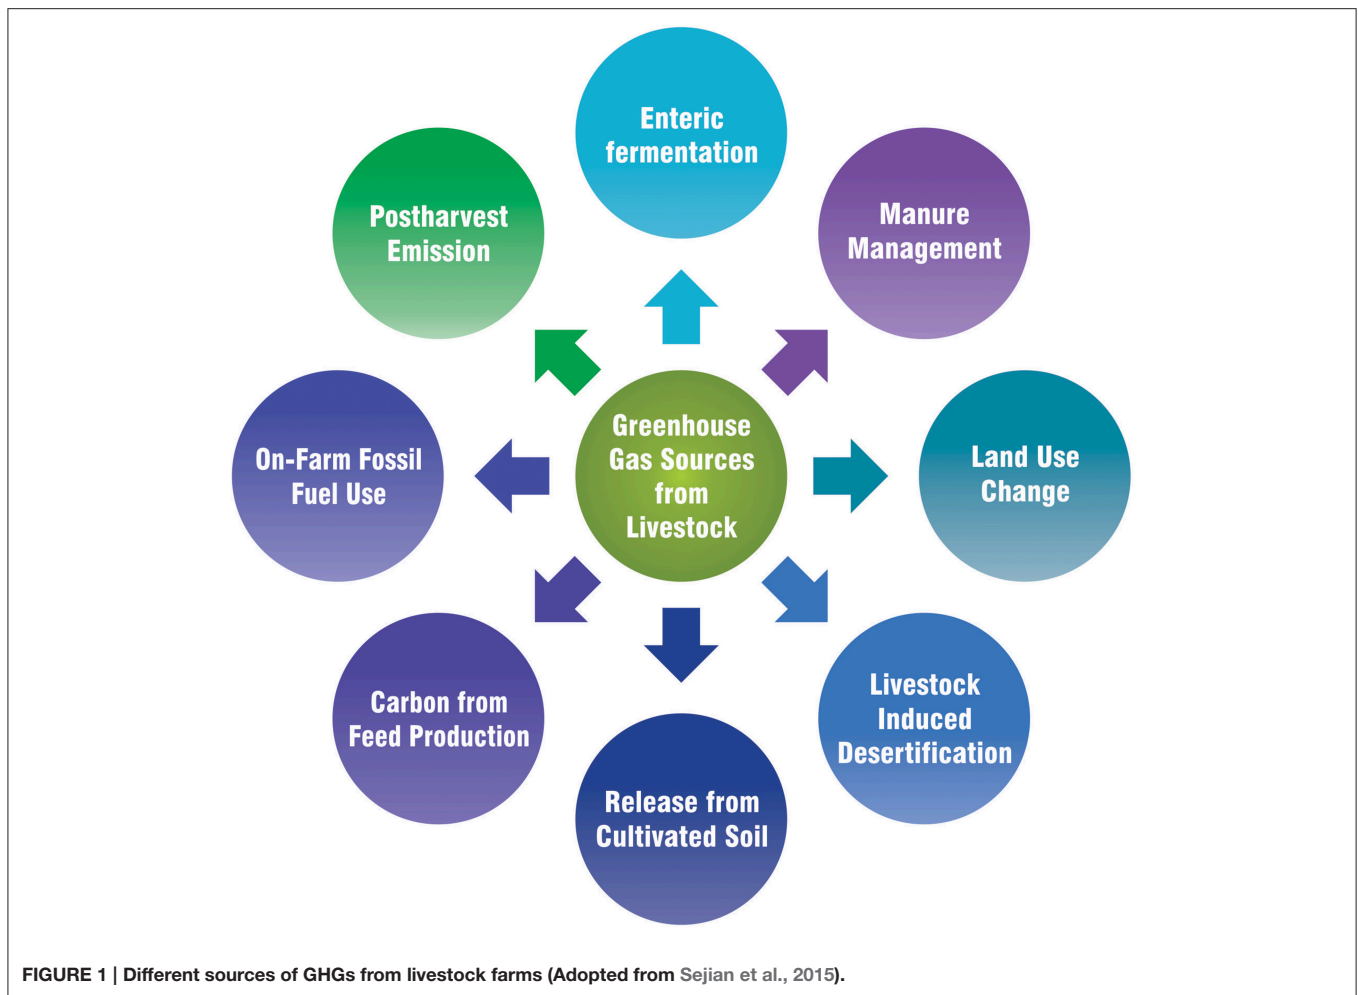 Enteric
fermentation
Manure
Management
Land Use
Change
Livestock
Induced
Desertification
Release from
Cultivated Soil
Carbon from
Feed Production
On-Farm Fossil
Fuel Use
Postharvest
Emission
Greenhouse
Gas Sources
from
Livestock
FIGURE 1 | Different sources of GHGs from livestock farms (Adopted from Sejian et al., 2015).